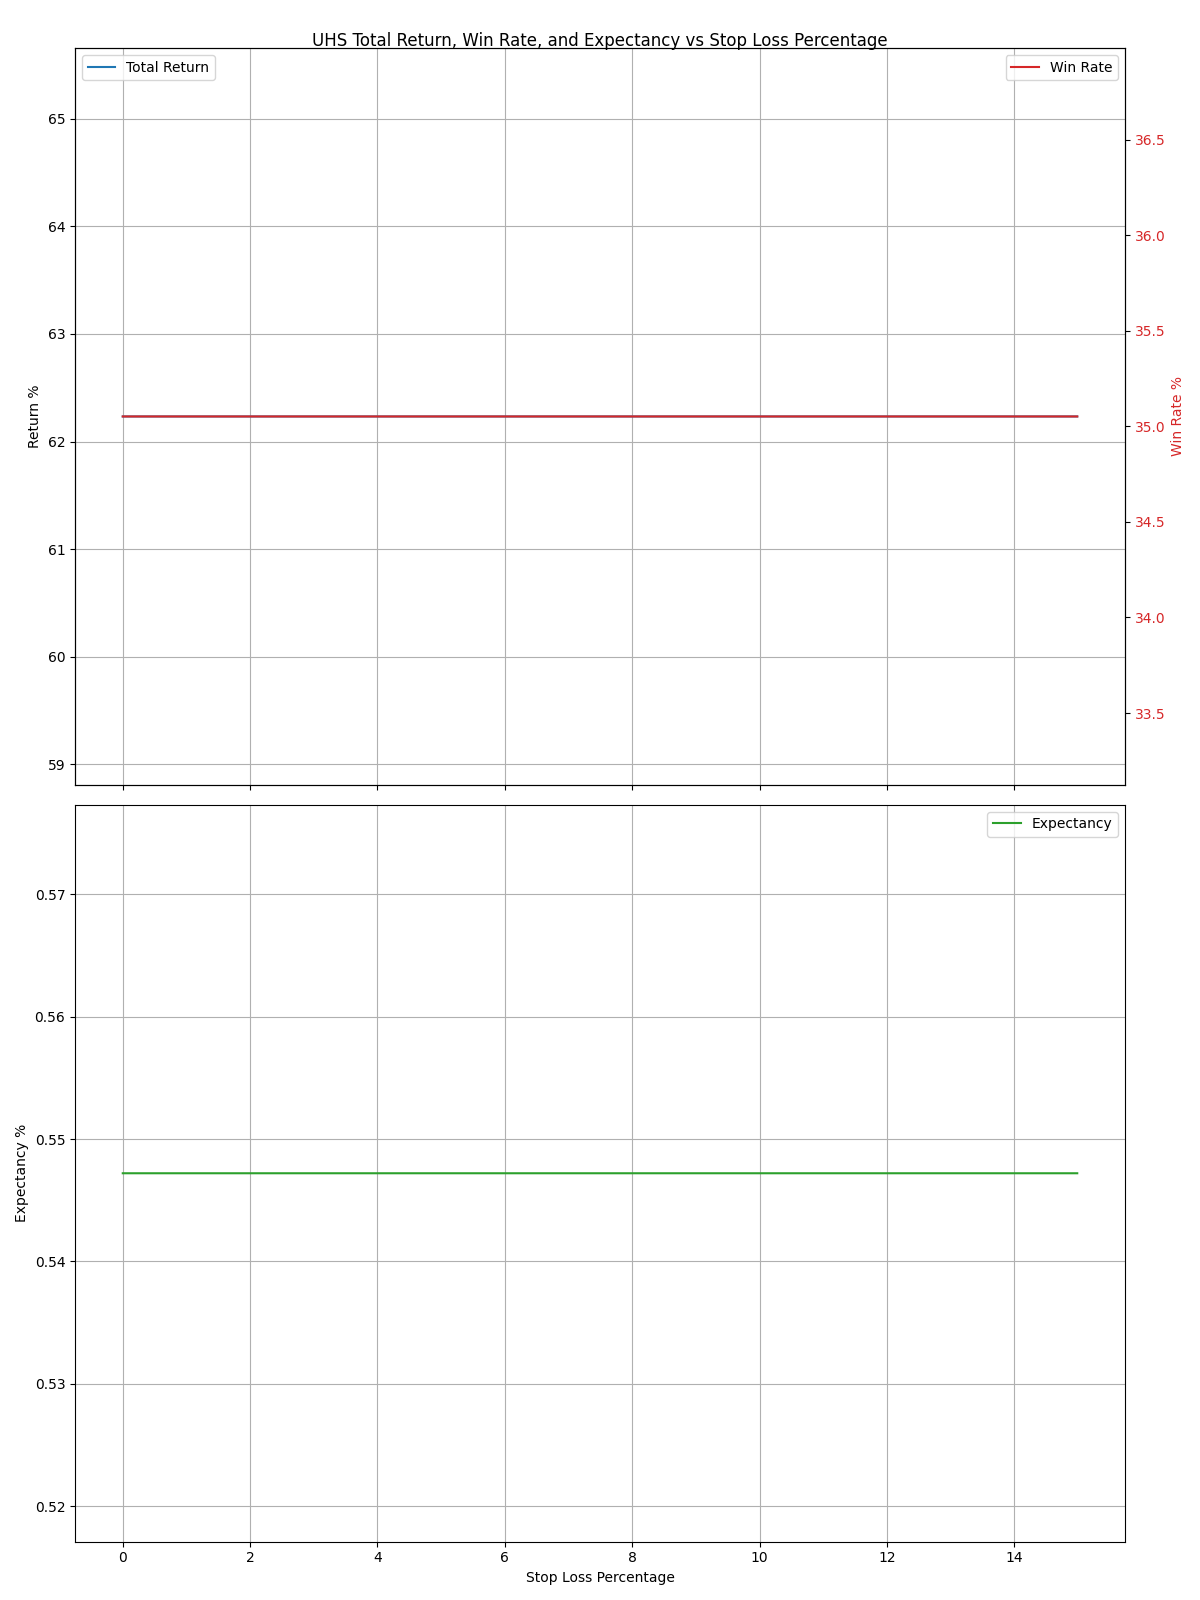 UHS Total Return, Win Rate, and Expectancy vs Stop Loss Percentage
Total Return
Win Rate
65
64
63
62
61
60
59
Return %
36.5
36.0
35.5
35.0
34.5
34.0
33.5
Win Rate %
Expectancy
0.57
0.56
0.55
0.54
0.53
0.52
Expectancy %
0 2 4 6 8 10 12 14
Stop Loss Percentage